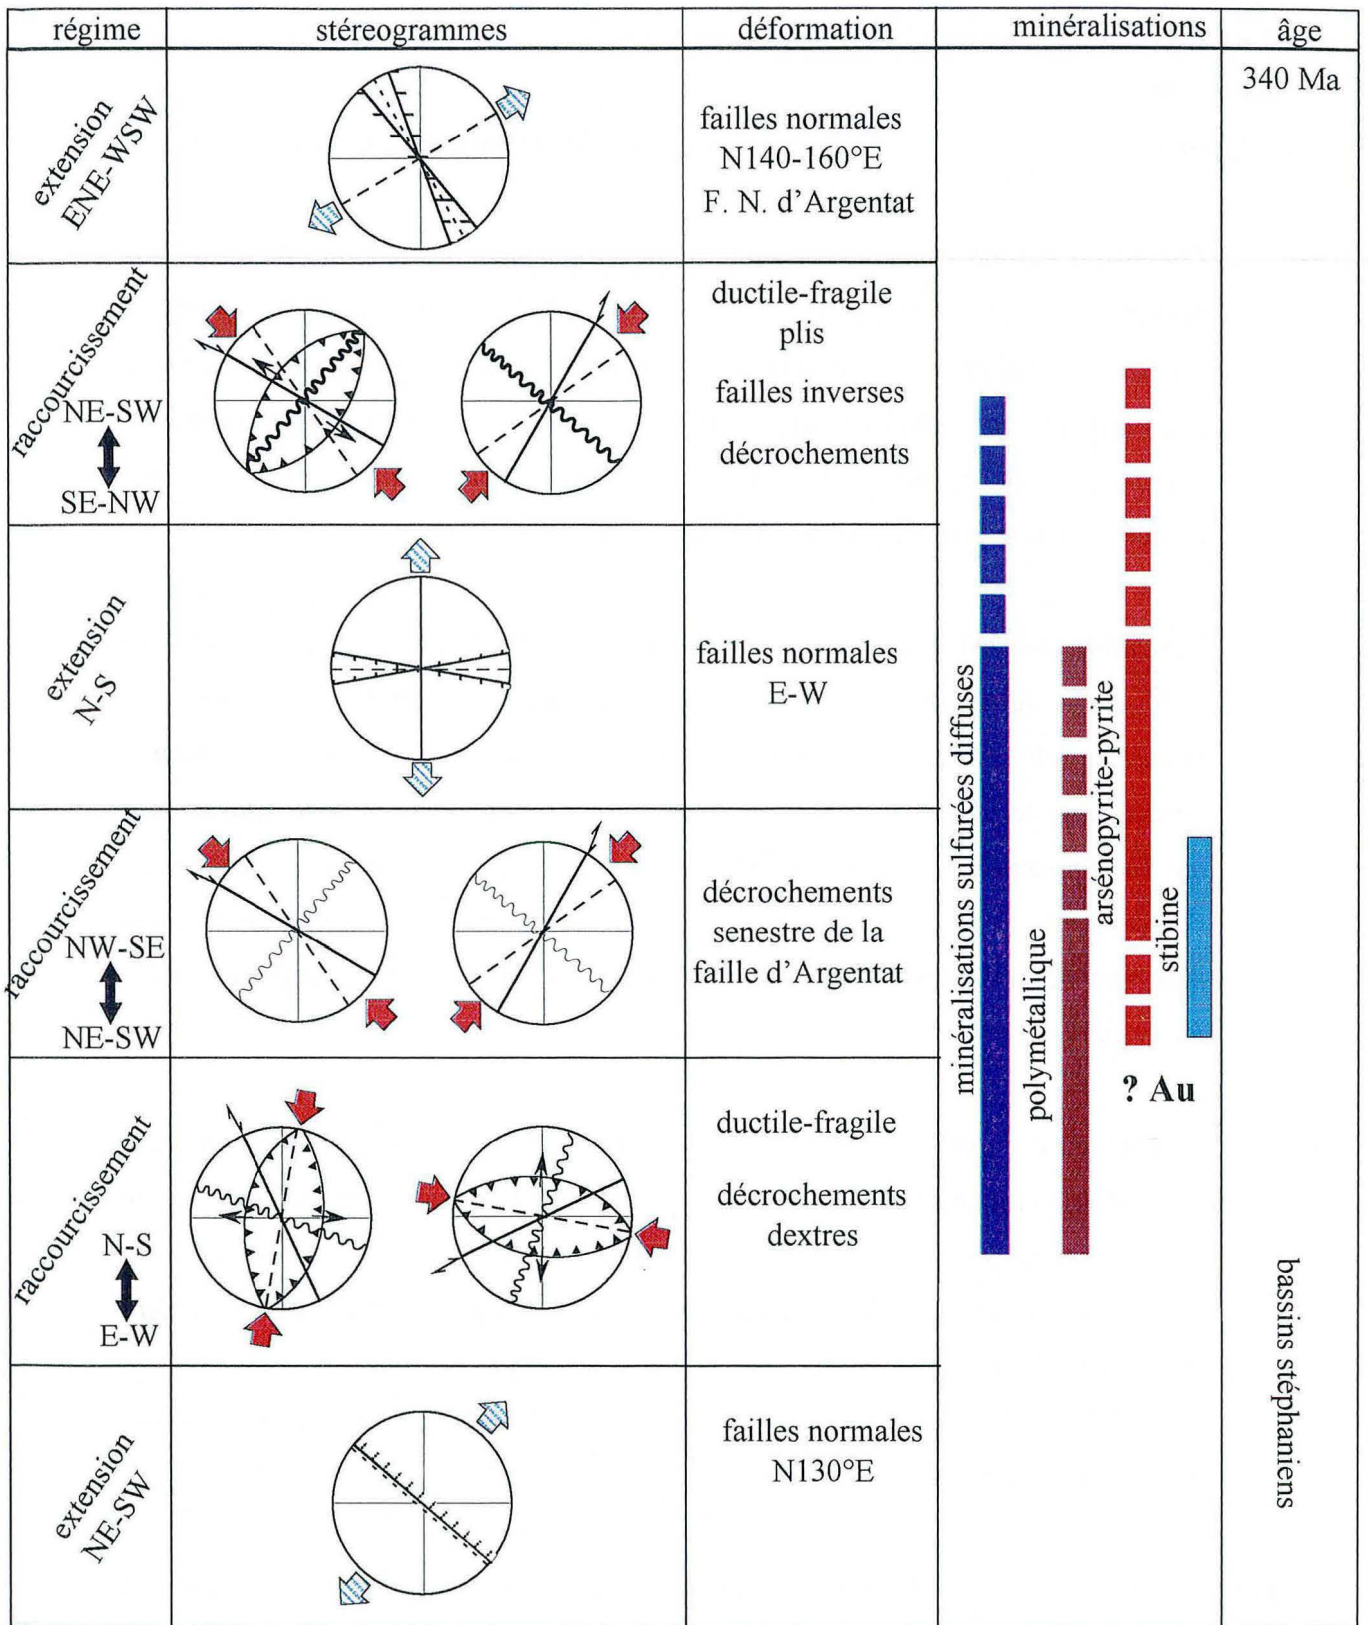 régime
stéreogrammes
déformation
minéralisations
âge
extension
ENE-WSW
failles normales
N140-160°E
F. N. d'Argentat
340 Ma
raccourcissement
NE-SW
SE-NW
ductile-fragile
plis
failles inverses
décrochements
extension
N-S
failles normales
E-W
raccourcissement
NW-SE
NE-SW
décrochements
senestre de la
faille d'Argentat
raccourcissement
N-S
E-W
ductile-fragile
décrochements
dextres
extension
NE-SW
failles normales
N130°E
minéralisations sulfurées diffuses
polymétallique
arsénopyrite-pyrite
stibine
? Au
bassins stéphaniens